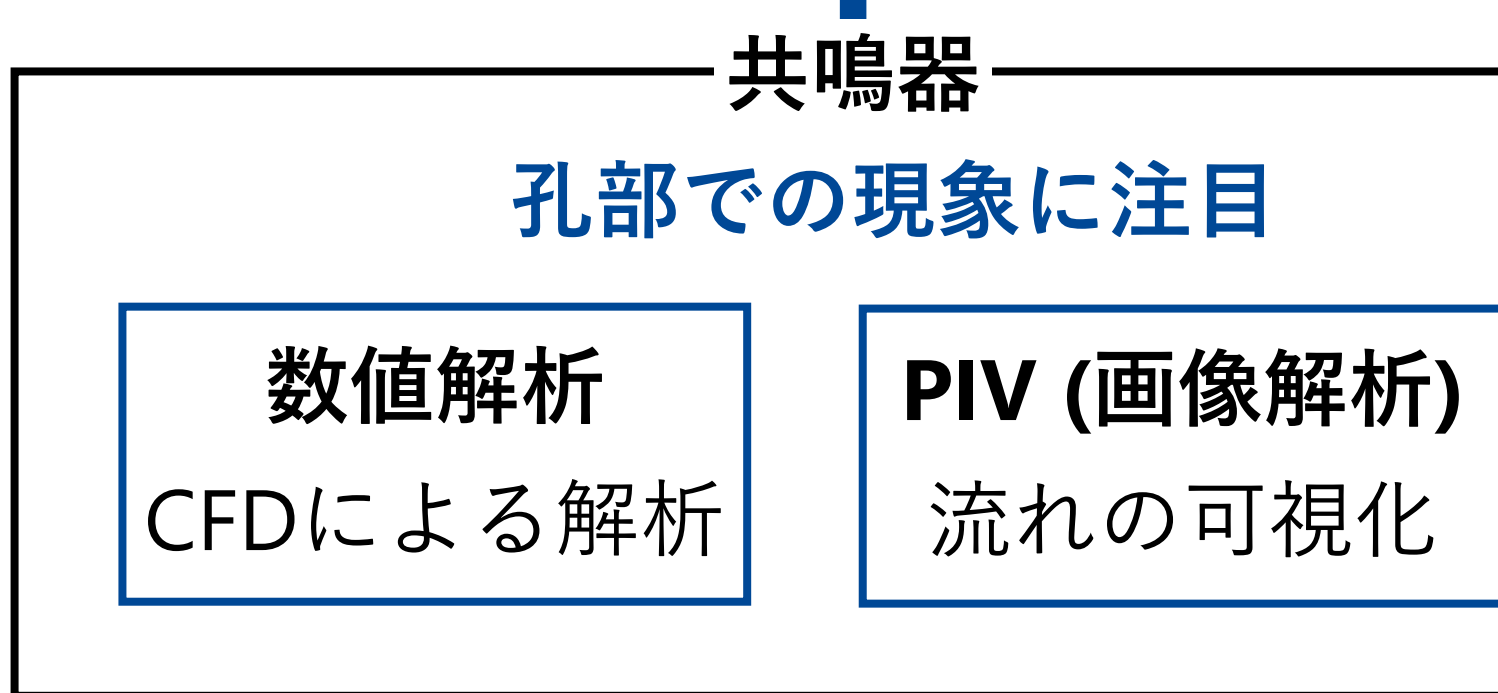 共鳴器
孔部での現象に注目
数値解析
CFDによる解析
PIV (画像解析)
流れの可視化